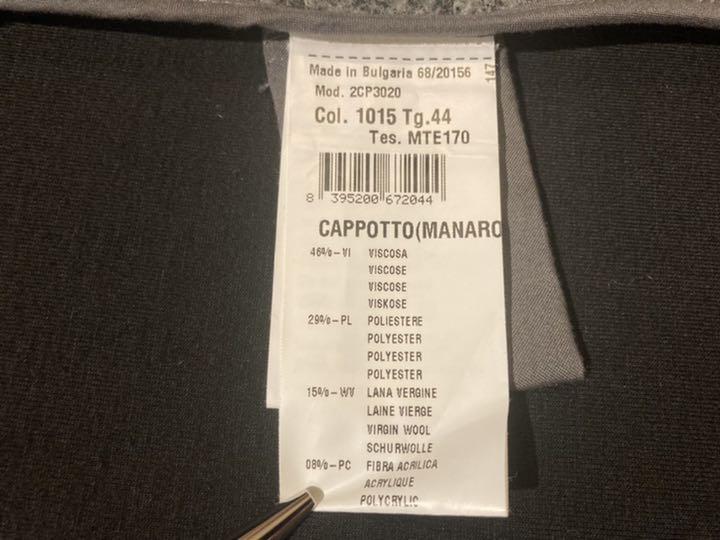 Made in Bulgaria 68/20156
147
Mod. 2CP3020
Col. 1015 Tg.44
Tes. MTE170
8 395200 672044
CAPPOTTO(MANARO
46%-VI VISCOSA
VISCOSE
VISCOSE
VISKOSE
29%-PL POLIESTERE
POLYESTER
POLYESTER
POLYESTER
15%-WV LANA VERGINE
LAINE VIERGE
VIRGIN WOOL
SCHURWOLLE
08%-PC FIBRA ACRILICA
ACRYLIQUE
POLYCRYLIC